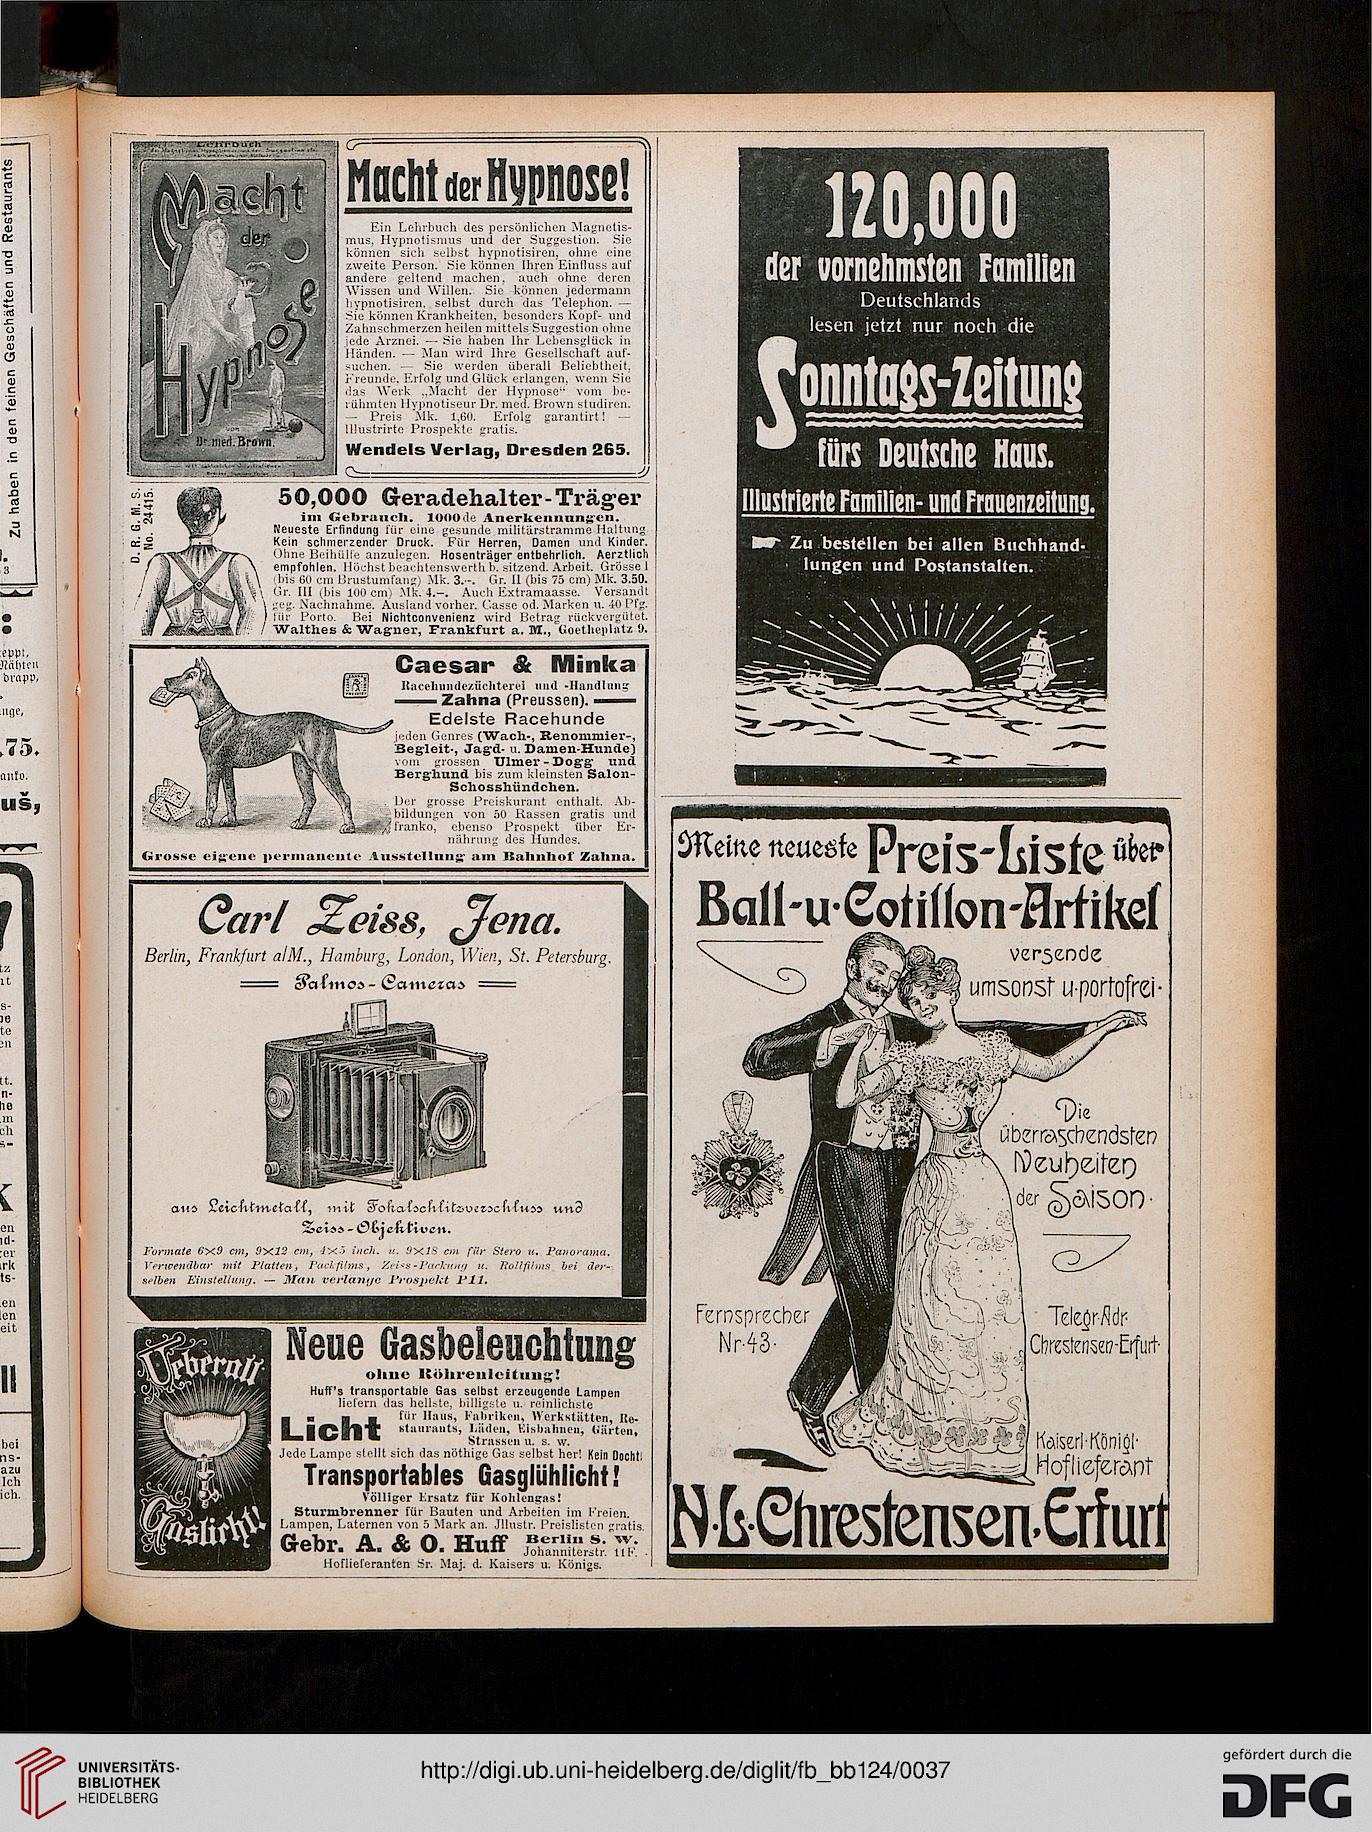 Zu haben in den feinen Geschäften und Restaurants
Lehrbuch
Macht
der
Hypnose
von
Dr. med. Brown.
Macht der Hypnose!
Ein Lehrbuch des persönlichen Magnetis-
mus, Hypnotismus und der Suggestion. Sie
können sich selbst hypnotisiren, ohne eine
zweite Person. Sie können Ihren Einfluss auf
andere geltend machen, auch ohne deren
Wissen und Willen. Sie können jedermann
hypnotisiren, selbst durch das Telephon. —
Sie können Krankheiten, besonders Kopf- und
Zahnschmerzen heilen mittels Suggestion ohne
jede Arznei. — Sie haben Ihr Lebensglück in
Händen. — Man wird Ihre Gesellschaft auf-
suchen. — Sie werden überall Beliebtheit,
Freunde, Erfolg und Glück erlangen, wenn Sie
das Werk „Macht der Hypnose“ vom be-
rühmten Hypnotiseur Dr. med. Brown studiren.
— Preis Mk. 1,60. Erfolg garantirt! —
Illustrirte Prospekte gratis.
Wendels Verlag, Dresden 265.
D. R. G. M. S.
No. 24415.
50,000 Geradehalter-Träger
im Gebrauch. 1000de Anerkennungen.
Neueste Erfindung für eine gesunde militärstramme Haltung
Kein schmerzender Druck. Für Herren, Damen und Kinder.
Ohne Beihülfe anzulegen. Hosenträger entbehrlich. Aerztlich
empfohlen. Höchst beachtenswerth b. sitzend. Arbeit. Grösse I
(bis 60 cm Brustumfang) Mk. 3.–. Gr. II (bis 75 cm) Mk. 3.50.
Gr. III (bis 100 cm) Mk. 4.–. Auch Extramaasse. Versandt
geg. Nachnahme. Ausland vorher. Casse od. Marken u. 40 Pfg.
für Porto. Bei Nichtconvenienz wird Betrag rückvergütet.
Walthes & Wagner, Frankfurt a. M., Goetheplatz 9.
Caesar & Minka
Racehundezüchterei und -Handlung
Zahna (Preussen).
Edelste Racehunde
jeden Genres (Wach-, Renommier-,
Begleit-, Jagd- u. Damen-Hunde)
vom grossen Ulmer-Dogg und
Berghund bis zum kleinsten Salon-
Schosshündchen.
Der grosse Preiskurant enthalt. Ab-
bildungen von 50 Rassen gratis und
franko, ebenso Prospekt über Er-
nährung des Hundes.
Grosse eigene permanente Ausstellung am Bahnhof Zahna.
Carl Zeiss, Jena.
Berlin, Frankfurt a/M., Hamburg, London, Wien, St. Petersburg.
Palmos-Cameras
aus Leichtmetall, mit Fokalschlitzverschluss und
Zeiss-Objektiven.
Formate 6×9 cm, 9×12 cm, 4×5 inch. u. 9×18 cm für Stero u. Panorama.
Verwendbar mit Platten, Packfilms, Zeiss-Packung u. Rollfilms bei der-
selben Einstellung. — Man verlange Prospekt P11.
Ueberall
Gaslicht!
Neue Gasbeleuchtung
ohne Röhrenleitung!
Huff's transportable Gas selbst erzeugende Lampen
liefern das hellste, billigste u. reinlichste
Licht für Haus, Fabriken, Werkstätten, Re-
staurants, Läden, Eisbahnen, Gärten,
Strassen u. s. w.
Jede Lampe stellt sich das nöthige Gas selbst her! Kein Docht!
Transportables Gasglühlicht!
Völliger Ersatz für Kohlengas!
Sturmbrenner für Bauten und Arbeiten im Freien.
Lampen, Laternen von 5 Mark an. Jllustr. Preislisten gratis.
Gebr. A. & O. Huff Berlin S. W.
Johanniterstr. 11F.
Hoflieferanten Sr. Maj. d. Kaisers u. Königs.
120,000
der vornehmsten Familien
Deutschlands
lesen jetzt nur noch die
Sonntags-Zeitung
fürs Deutsche Haus.
Illustrierte Familien- und Frauenzeitung.
Zu bestellen bei allen Buchhand-
lungen und Postanstalten.
Meine neueste Preis-Liste über
Ball-u-Cotillon-Artikel
versende
umsonst u·portofrei·
Die
überraschendsten
Neuheiten
der Saison·
Fernsprecher
Nr·43·
Telegr·Adr·
Chrestensen-Erfurt·
Kaiserl·Königl·
Hoflieferant
N·L·Chrestensen·Erfurt
UNIVERSITÄTS-
BIBLIOTHEK
HEIDELBERG
http://digi.ub.uni-heidelberg.de/diglit/fb_bb124/0037
gefördert durch die
DFG